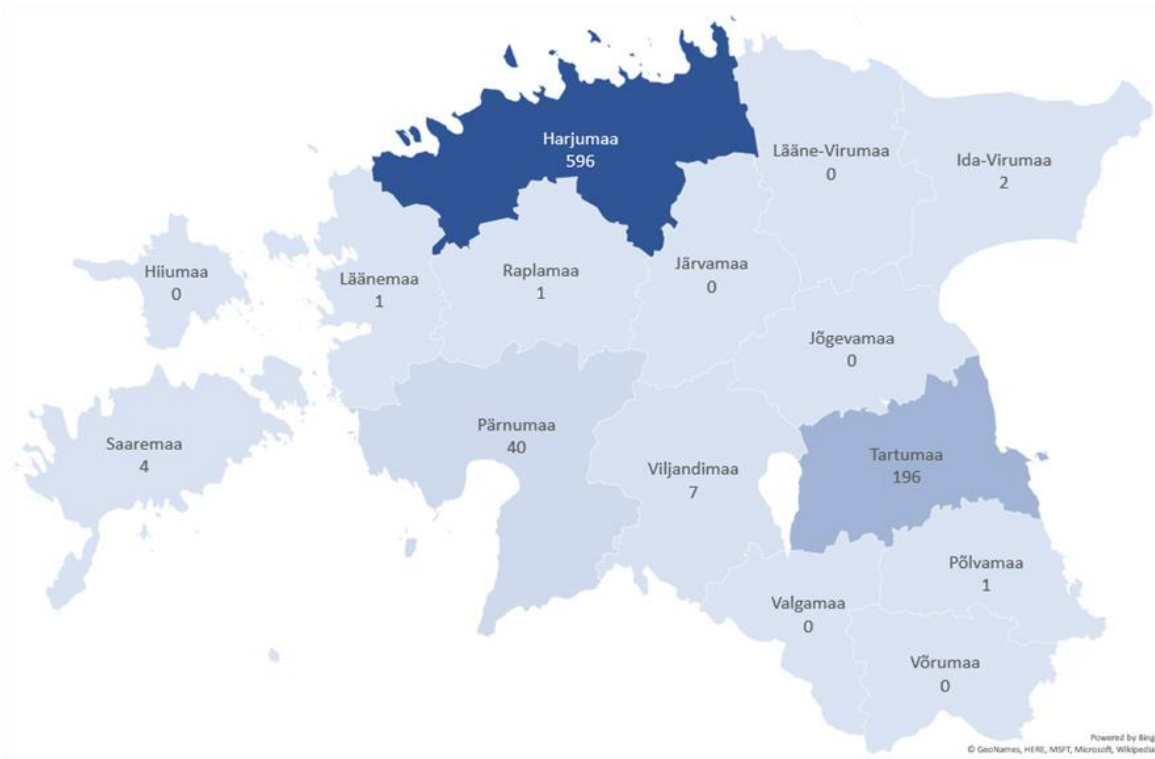 Harjumaa
596
Lääne-Virumaa
0
Ida-Virumaa
2
Hiiumaa
0
Läänemaa
1
Raplamaa
1
Järvamaa
0
Jõgevamaa
0
Saaremaa
4
Pärnumaa
40
Viljandimaa
7
Tartumaa
196
Põlvamaa
1
Valgamaa
0
Võrumaa
0
Powered by Bing
© GeoNames, HERE, MSFT, Microsoft, Wikipedia